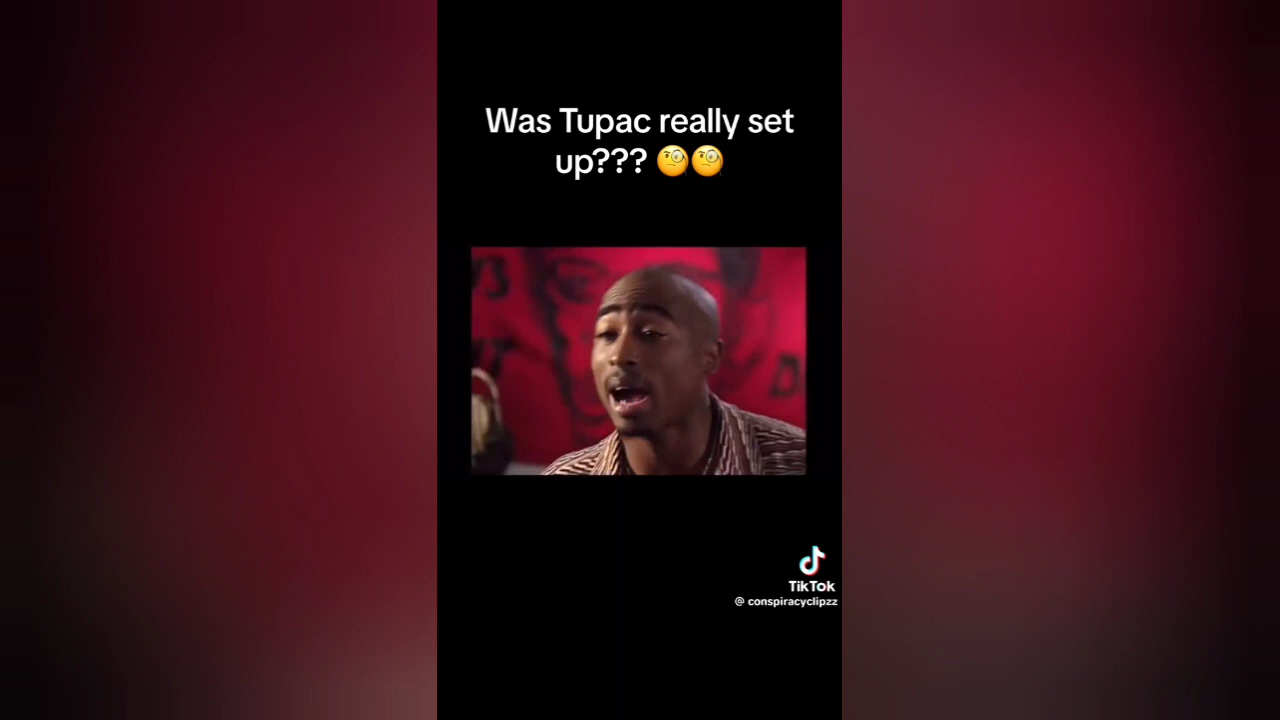 Was Tupac really set
up??? 🧐🧐
TikTok
@ conspiracyclipzz